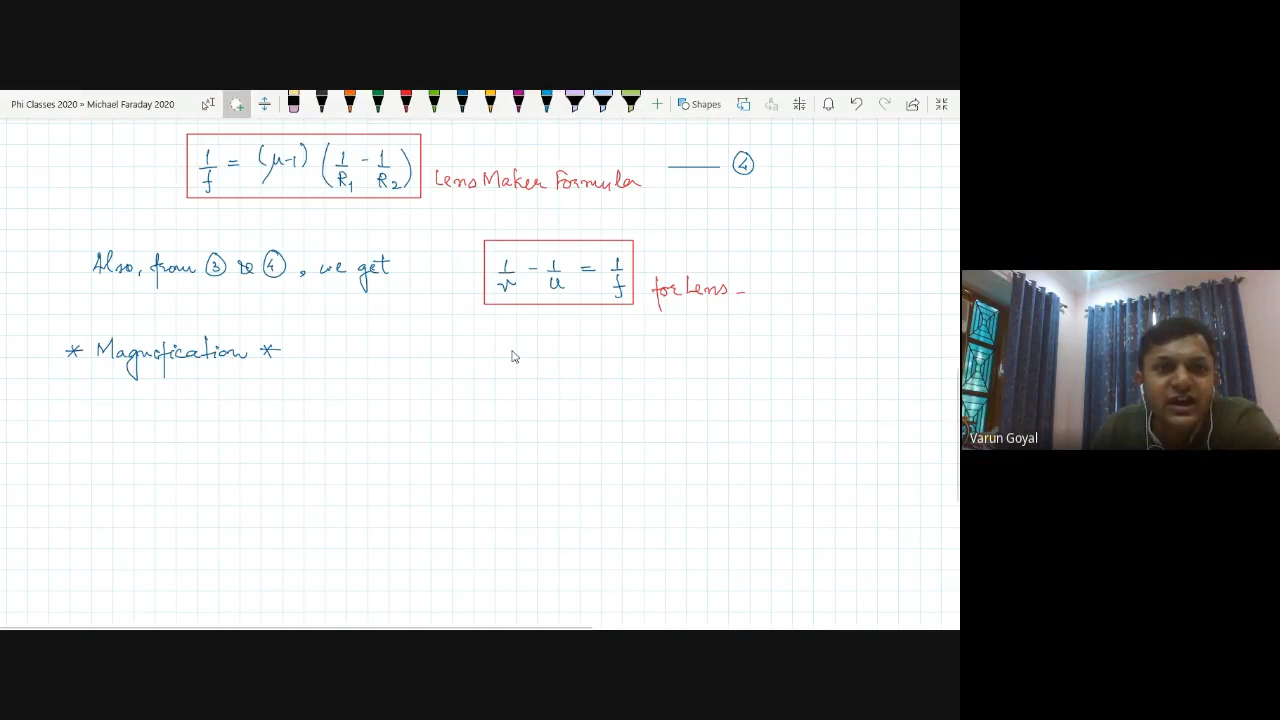 Phi Classes 2020 » Michael Faraday 2020
Shapes
1/f = (μ-1) (1/R₁ - 1/R₂) Lens Maker Formula —— ④
Also, from ③ & ④, we get 1/v - 1/u = 1/f for Lens -
* Magnification *
Varun Goyal